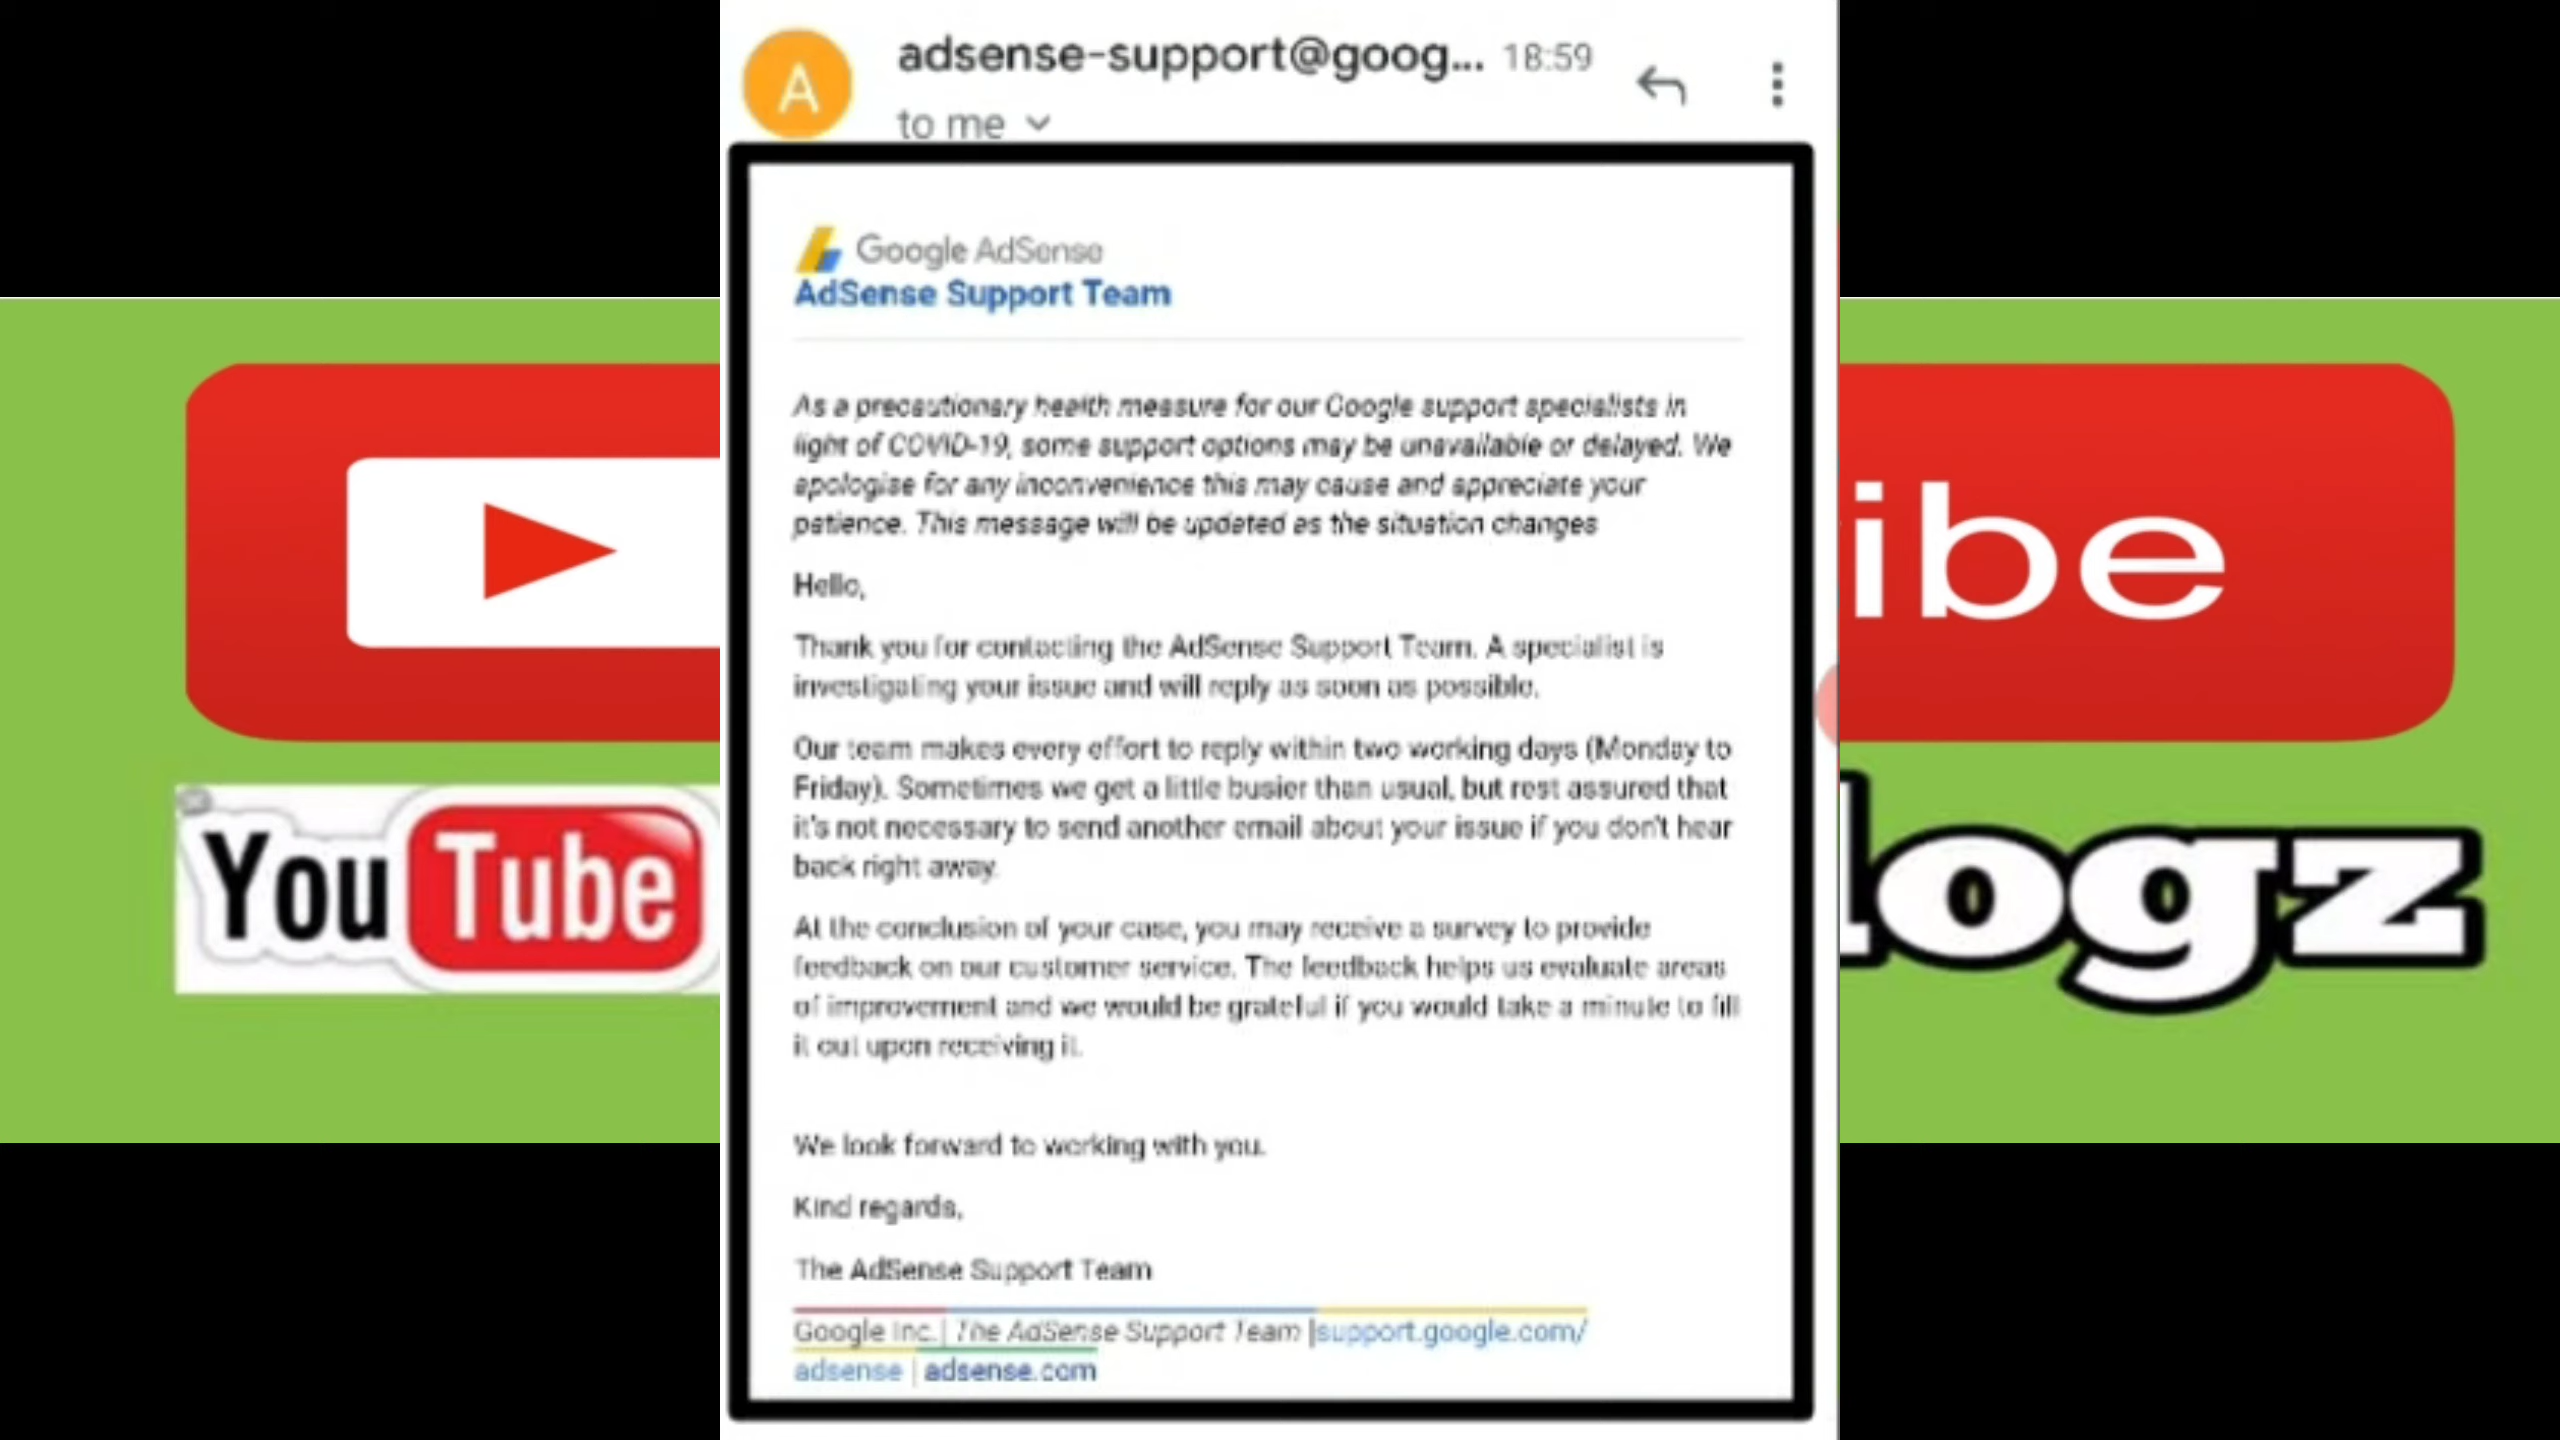 adsense-support@goog... 18:59
A
to me
Google AdSense
AdSense Support Team
As a precautionary health measure for our Google support specialists in
light of COVID-19, some support options may be unavailable or delayed. We
apologise for any inconvenience this may cause and appreciate your
patience. This message will be updated as the situation changes
Hello,
Thank you for contacting the AdSense Support Team. A specialist is
investigating your issue and will reply as soon as possible.
Our team makes every effort to reply within two working days (Monday to
Friday). Sometimes we get a little busier than usual, but rest assured that
it's not necessary to send another email about your issue if you don't hear
back right away.
At the conclusion of your case, you may receive a survey to provide
feedback on our customer service. The feedback helps us evaluate areas
of improvement and we would be grateful if you would take a minute to fill
it out upon receiving it.
We look forward to working with you.
Kind regards,
The AdSense Support Team
Google Inc.| The AdSense Support Team |support.google.com/
adsense | adsense.com
ibe
YouTube
logz